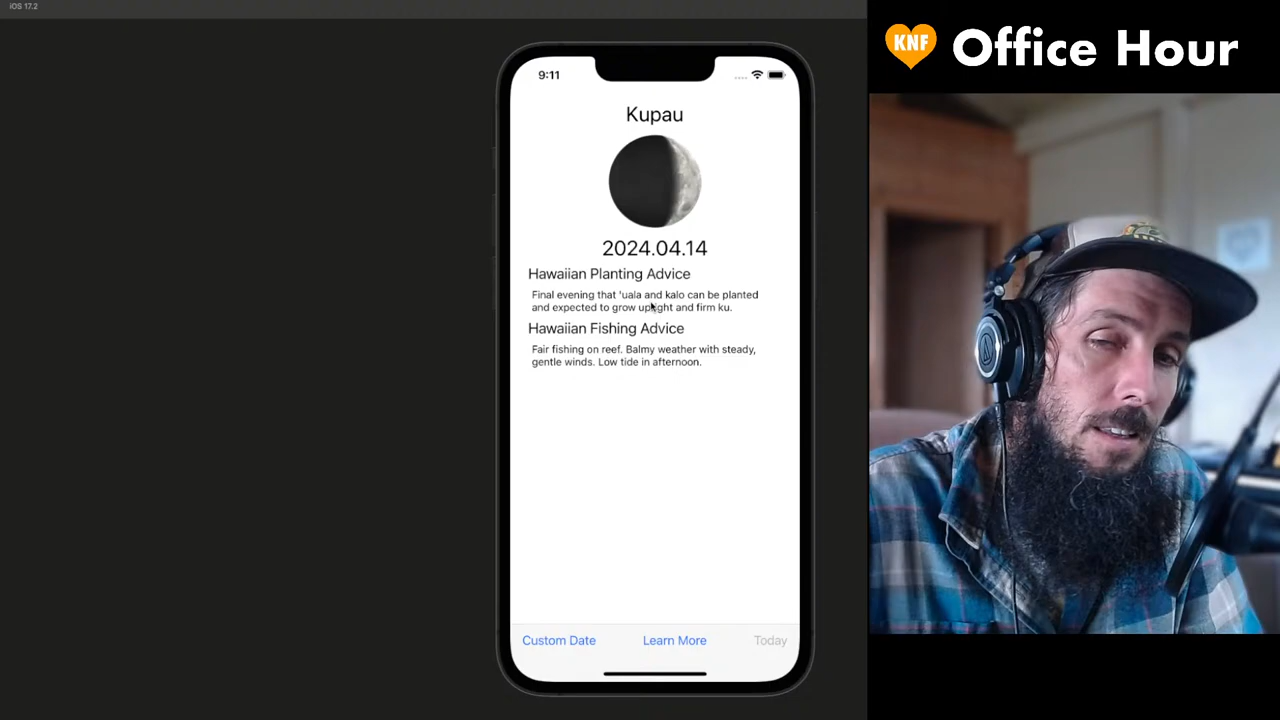 iOS 17.2
KNF Office Hour
9:11
Kupau
2024.04.14
Hawaiian Planting Advice
Final evening that 'uala and kalo can be planted
and expected to grow upright and firm ku.
Hawaiian Fishing Advice
Fair fishing on reef. Balmy weather with steady,
gentle winds. Low tide in afternoon.
Custom Date
Learn More
Today